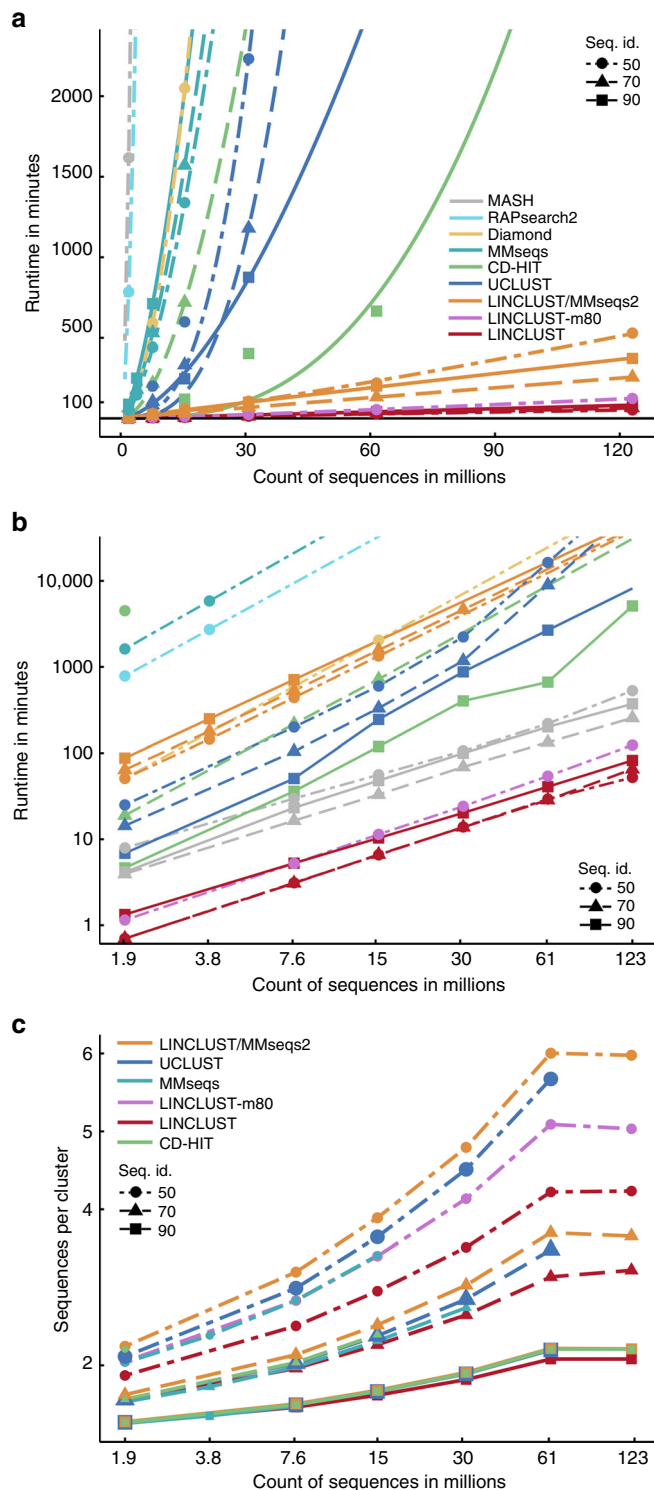 a
2000
1500
1000
500
100
Runtime in minutes
Seq. id.
50
70
90
MASH
RAPsearch2
Diamond
MMseqs
CD-HIT
UCLUST
LINCLUST/MMseqs2
LINCLUST-m80
LINCLUST
0
30
60
90
120
Count of sequences in millions
b
10,000
1000
100
10
1
Runtime in minutes
Seq. id.
50
70
90
1.9
3.8
7.6
15
30
61
123
Count of sequences in millions
c
6
5
4
2
Sequences per cluster
LINCLUST/MMseqs2
UCLUST
MMseqs
LINCLUST-m80
LINCLUST
CD-HIT
Seq. id.
50
70
90
1.9
3.8
7.6
15
30
61
123
Count of sequences in millions